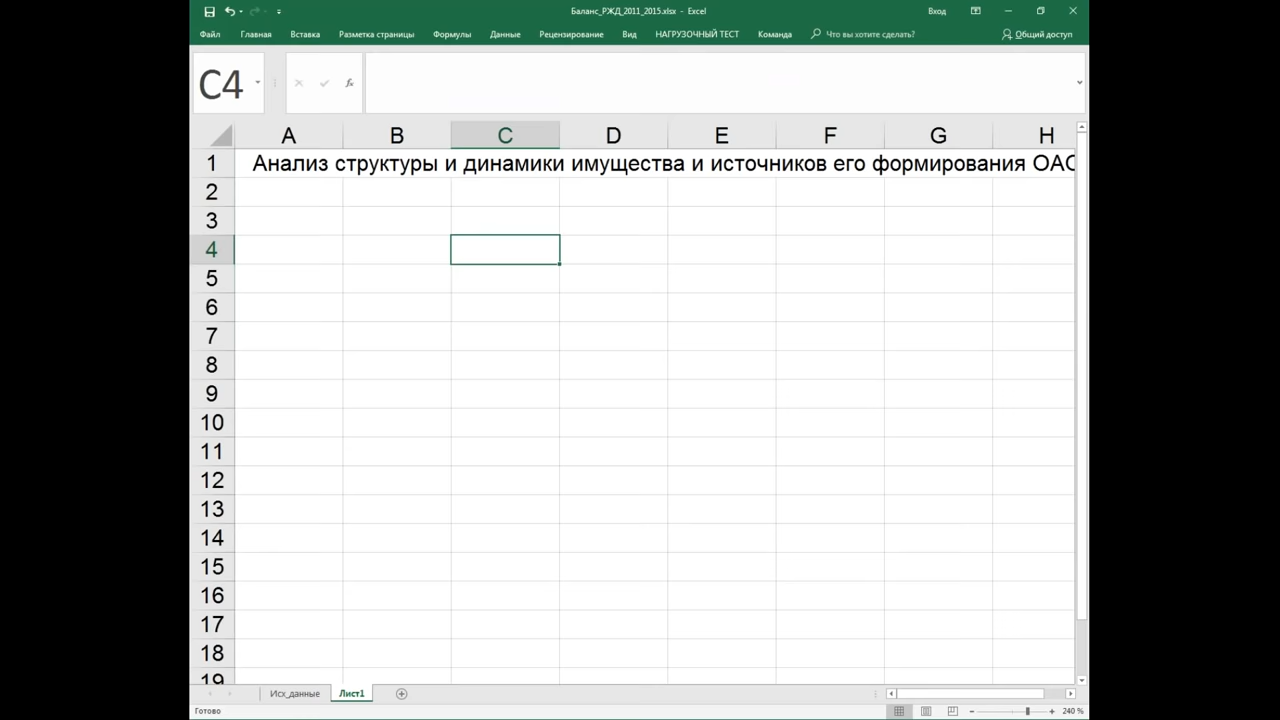 Баланс_РЖД_2011_2015.xlsx - Excel
Вход
Файл Главная Вставка Разметка страницы Формулы Данные Рецензирование Вид НАГРУЗОЧНЫЙ ТЕСТ Команда Что вы хотите сделать? Общий доступ
C4 fx
A B C D E F G H
1 Анализ структуры и динамики имущества и источников его формирования ОАО
2
3
4
5
6
7
8
9
10
11
12
13
14
15
16
17
18
19
Исх_данные Лист1
Готово 240 %